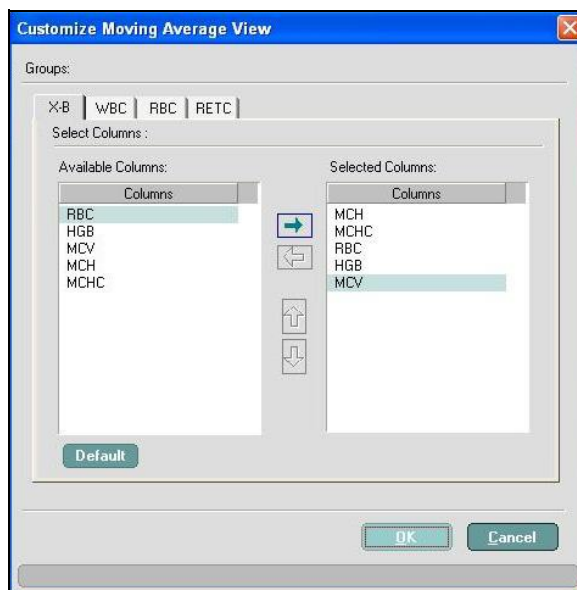 Customize Moving Average View
Groups:
X-B WBC RBC RETC
Select Columns :
Available Columns:
Columns
RBC
HGB
MCV
MCH
MCHC
Selected Columns:
Columns
MCH
MCHC
RBC
HGB
MCV
Default
OK Cancel